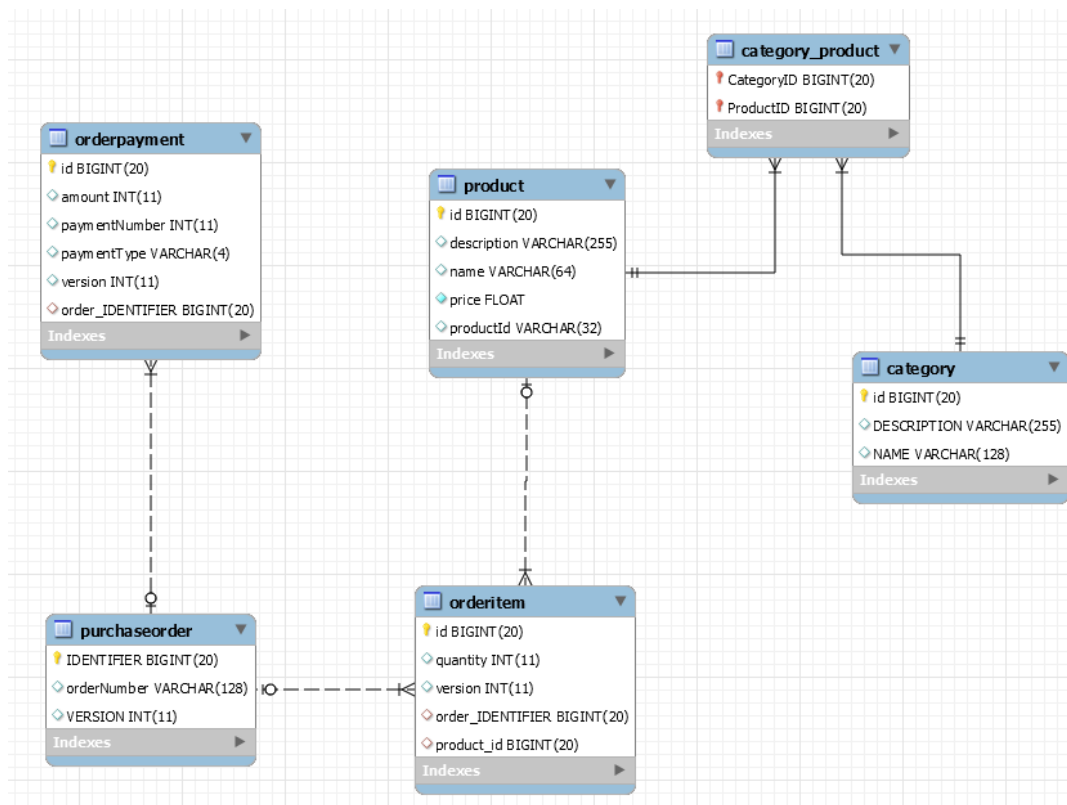 category_product
CategoryID BIGINT(20)
ProductID BIGINT(20)
Indexes
orderpayment
id BIGINT(20)
amount INT(11)
paymentNumber INT(11)
paymentType VARCHAR(4)
version INT(11)
order_IDENTIFIER BIGINT(20)
Indexes
product
id BIGINT(20)
description VARCHAR(255)
name VARCHAR(64)
price FLOAT
productId VARCHAR(32)
Indexes
category
id BIGINT(20)
DESCRIPTION VARCHAR(255)
NAME VARCHAR(128)
Indexes
purchaseorder
IDENTIFIER BIGINT(20)
orderNumber VARCHAR(128)
VERSION INT(11)
Indexes
orderitem
id BIGINT(20)
quantity INT(11)
version INT(11)
order_IDENTIFIER BIGINT(20)
product_id BIGINT(20)
Indexes